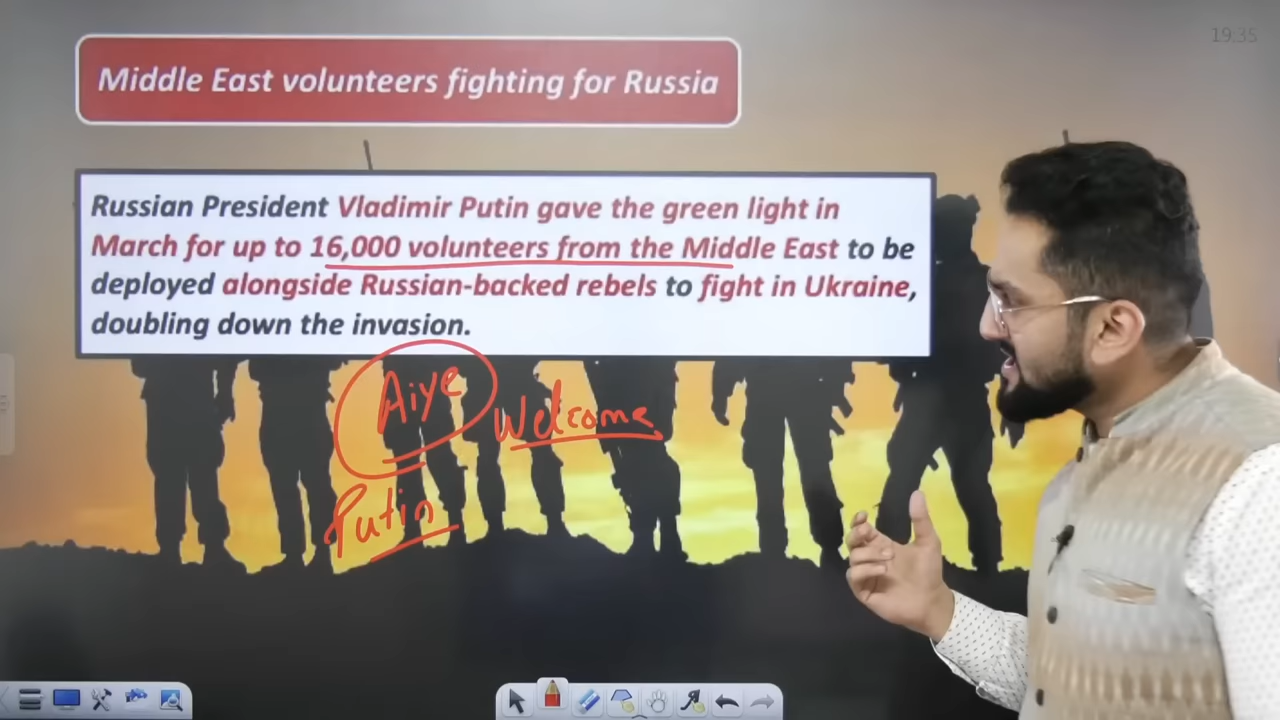 19:35
Middle East volunteers fighting for Russia
Russian President Vladimir Putin gave the green light in
March for up to 16,000 volunteers from the Middle East to be
deployed alongside Russian-backed rebels to fight in Ukraine,
doubling down the invasion.
Aiye
Welcome
Putin